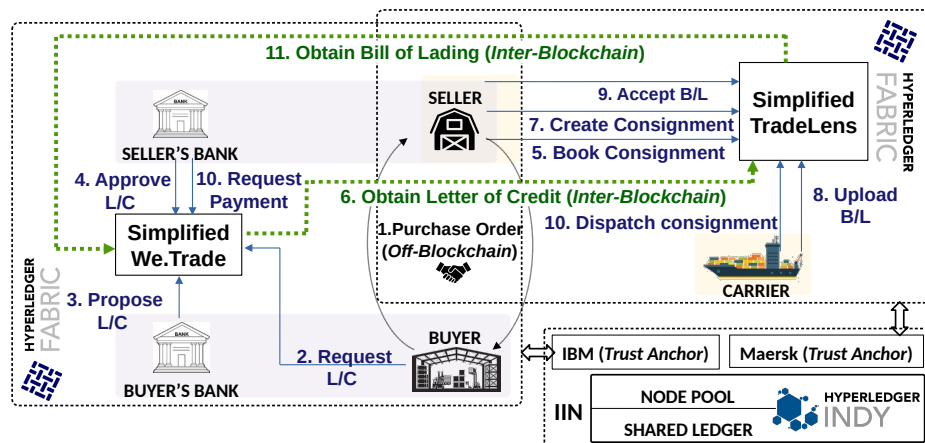 11. Obtain Bill of Lading (Inter-Blockchain)
BANK
SELLER'S BANK
SELLER
9. Accept B/L
7. Create Consignment
5. Book Consignment
Simplified
TradeLens
HYPERLEDGER
FABRIC
4. Approve
L/C
10. Request
Payment
6. Obtain Letter of Credit (Inter-Blockchain)
8. Upload
B/L
10. Dispatch consignment
1.Purchase Order
(Off-Blockchain)
Simplified
We.Trade
CARRIER
3. Propose
L/C
HYPERLEDGER
FABRIC
BANK
BUYER'S BANK
2. Request
L/C
BUYER
IBM (Trust Anchor)
Maersk (Trust Anchor)
IIN
NODE POOL
SHARED LEDGER
HYPERLEDGER
INDY